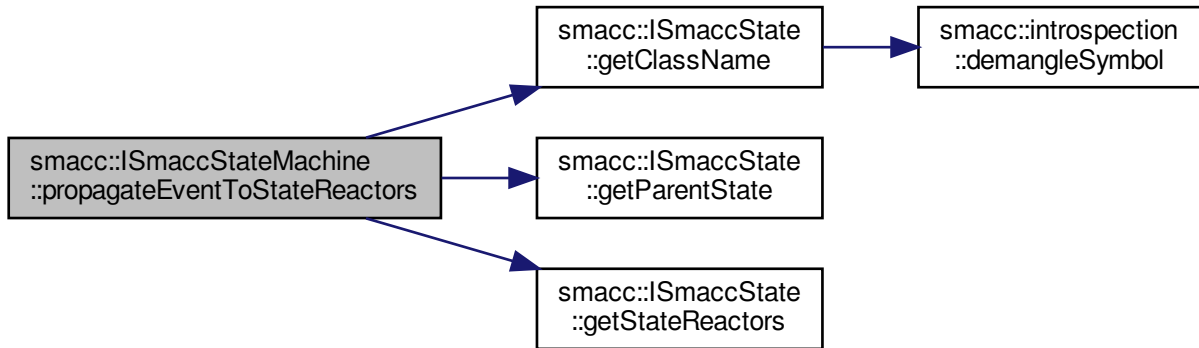 smacc::ISmaccState
::getClassName
smacc::introspection
::demangleSymbol
smacc::ISmaccStateMachine
::propagateEventToStateReactors
smacc::ISmaccState
::getParentState
smacc::ISmaccState
::getStateReactors